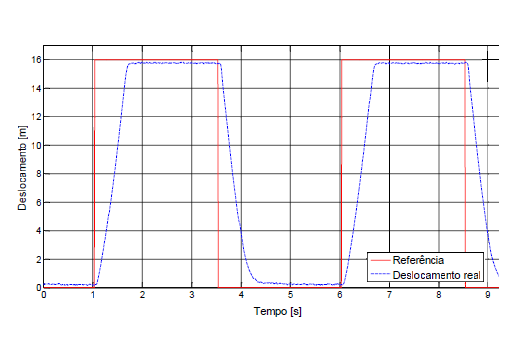 16
14
12
10
8
6
4
2
0
Deslocamento [m]
0 1 2 3 4 5 6 7 8 9
Tempo [s]
Referência
Deslocamento real